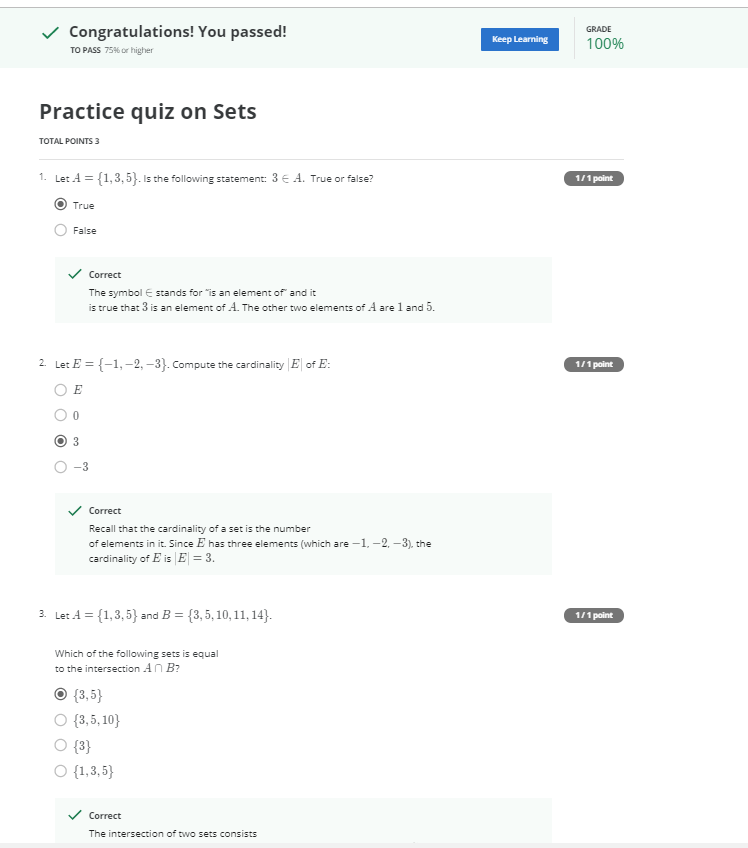 Congratulations! You passed!
TO PASS 75% or higher
Keep Learning
GRADE
100%
Practice quiz on Sets
TOTAL POINTS 3
1. Let A = {1, 3, 5}. Is the following statement: 3 ∈ A. True or false?
1 / 1 point
True
False
Correct
The symbol ∈ stands for "is an element of" and it
is true that 3 is an element of A. The other two elements of A are 1 and 5.
2. Let E = {−1, −2, −3}. Compute the cardinality |E| of E:
1 / 1 point
E
0
3
−3
Correct
Recall that the cardinality of a set is the number
of elements in it. Since E has three elements (which are −1, −2, −3), the
cardinality of E is |E| = 3.
3. Let A = {1, 3, 5} and B = {3, 5, 10, 11, 14}.
1 / 1 point
Which of the following sets is equal
to the intersection A ∩ B?
{3, 5}
{3, 5, 10}
{3}
{1, 3, 5}
Correct
The intersection of two sets consists